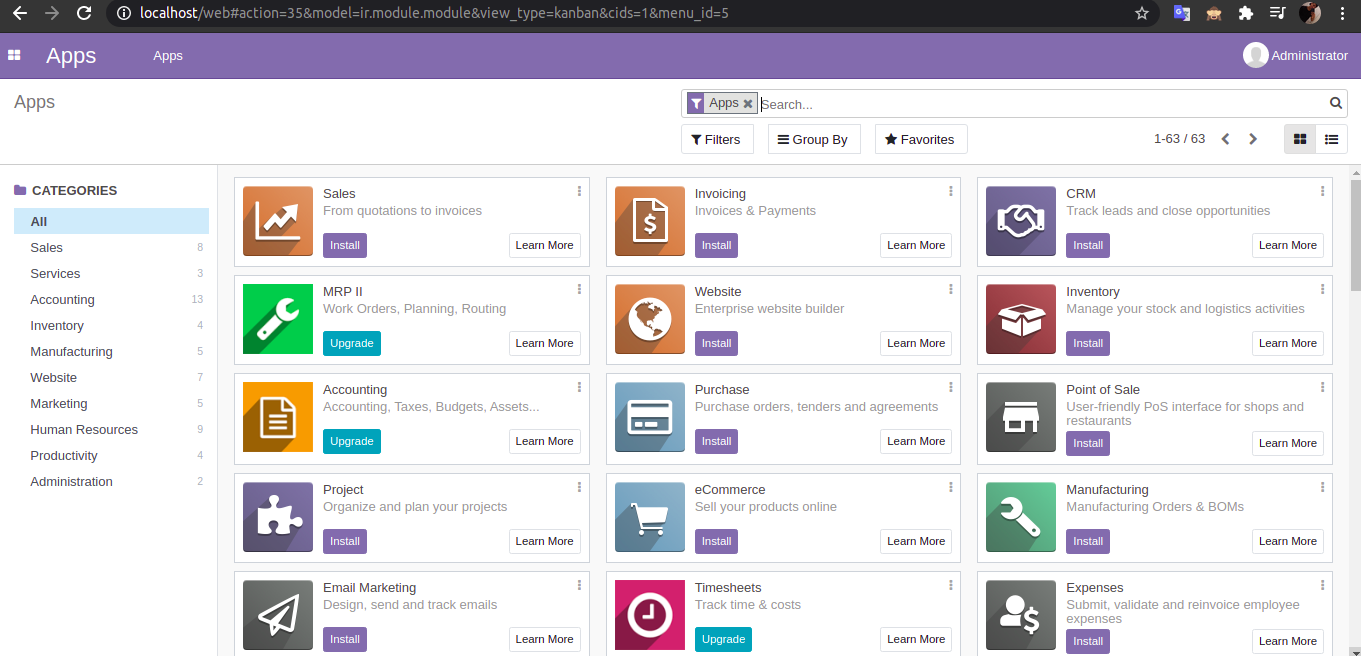 localhost/web#action=35&model=ir.module.module&view_type=kanban&cids=1&menu_id=5
Apps
Apps
Administrator
Apps
Apps
Search...
Filters
Group By
Favorites
1-63 / 63
CATEGORIES
All
Sales 8
Services 3
Accounting 13
Inventory 4
Manufacturing 5
Website 7
Marketing 5
Human Resources 9
Productivity 4
Administration 2
Sales
From quotations to invoices
Install
Learn More
Invoicing
Invoices & Payments
Install
Learn More
CRM
Track leads and close opportunities
Install
Learn More
MRP II
Work Orders, Planning, Routing
Upgrade
Learn More
Website
Enterprise website builder
Install
Learn More
Inventory
Manage your stock and logistics activities
Install
Learn More
Accounting
Accounting, Taxes, Budgets, Assets...
Upgrade
Learn More
Purchase
Purchase orders, tenders and agreements
Install
Learn More
Point of Sale
User-friendly PoS interface for shops and
restaurants
Install
Learn More
Project
Organize and plan your projects
Install
Learn More
eCommerce
Sell your products online
Install
Learn More
Manufacturing
Manufacturing Orders & BOMs
Install
Learn More
Email Marketing
Design, send and track emails
Install
Learn More
Timesheets
Track time & costs
Upgrade
Learn More
Expenses
Submit, validate and reinvoice employee
expenses
Install
Learn More